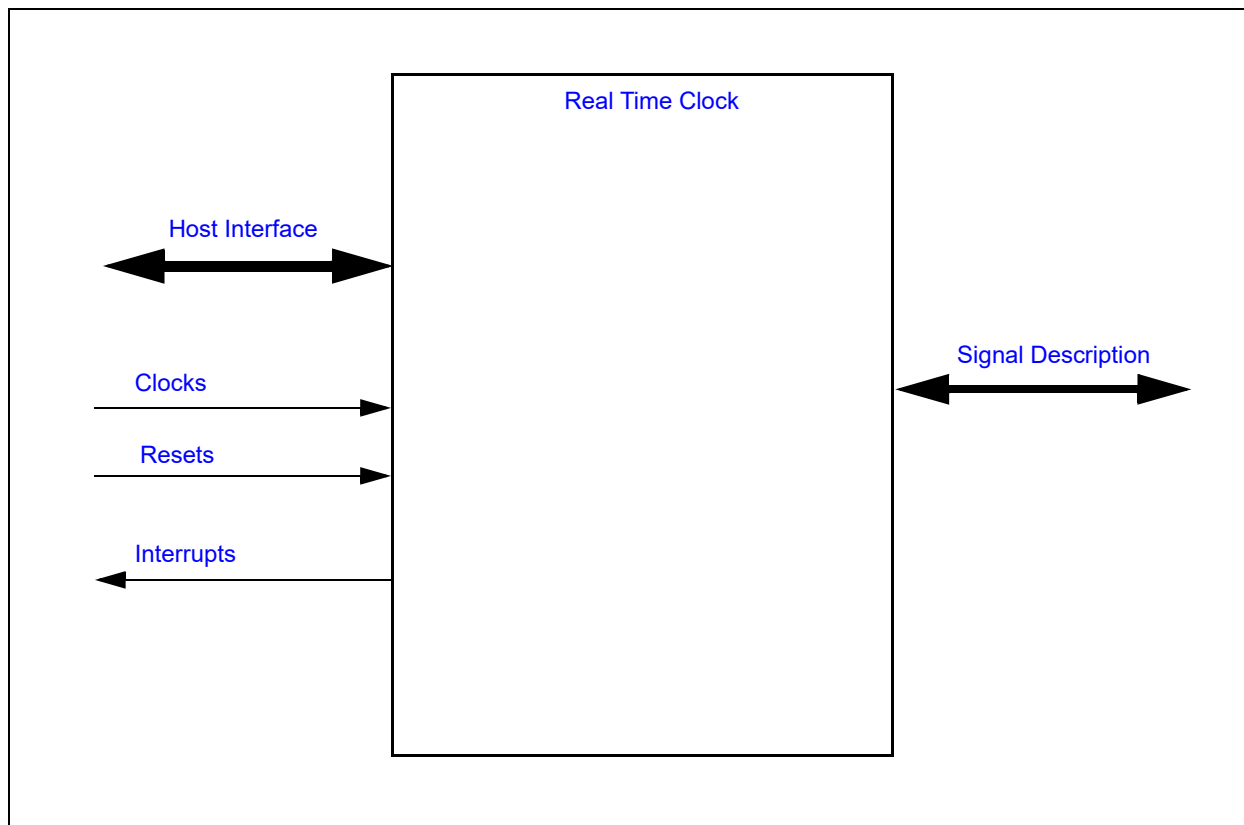 Real Time Clock
Host Interface
Signal Description
Clocks
Resets
Interrupts